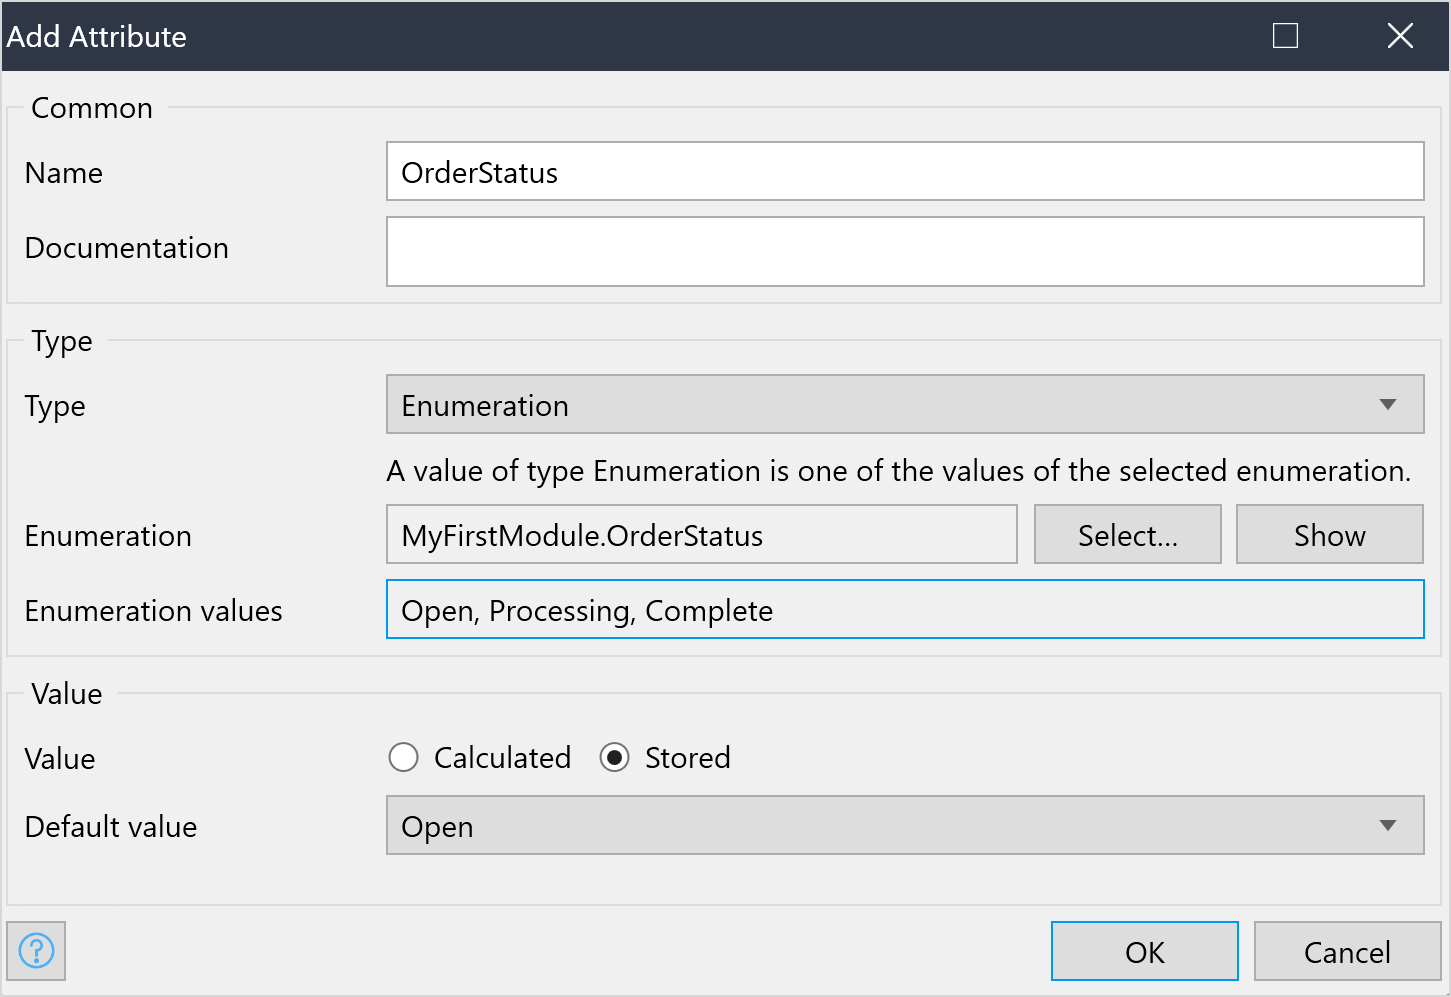 Add Attribute
Common
Name OrderStatus
Documentation
Type
Type Enumeration
A value of type Enumeration is one of the values of the selected enumeration.
Enumeration MyFirstModule.OrderStatus Select... Show
Enumeration values Open, Processing, Complete
Value
Value Calculated Stored
Default value Open
? OK Cancel